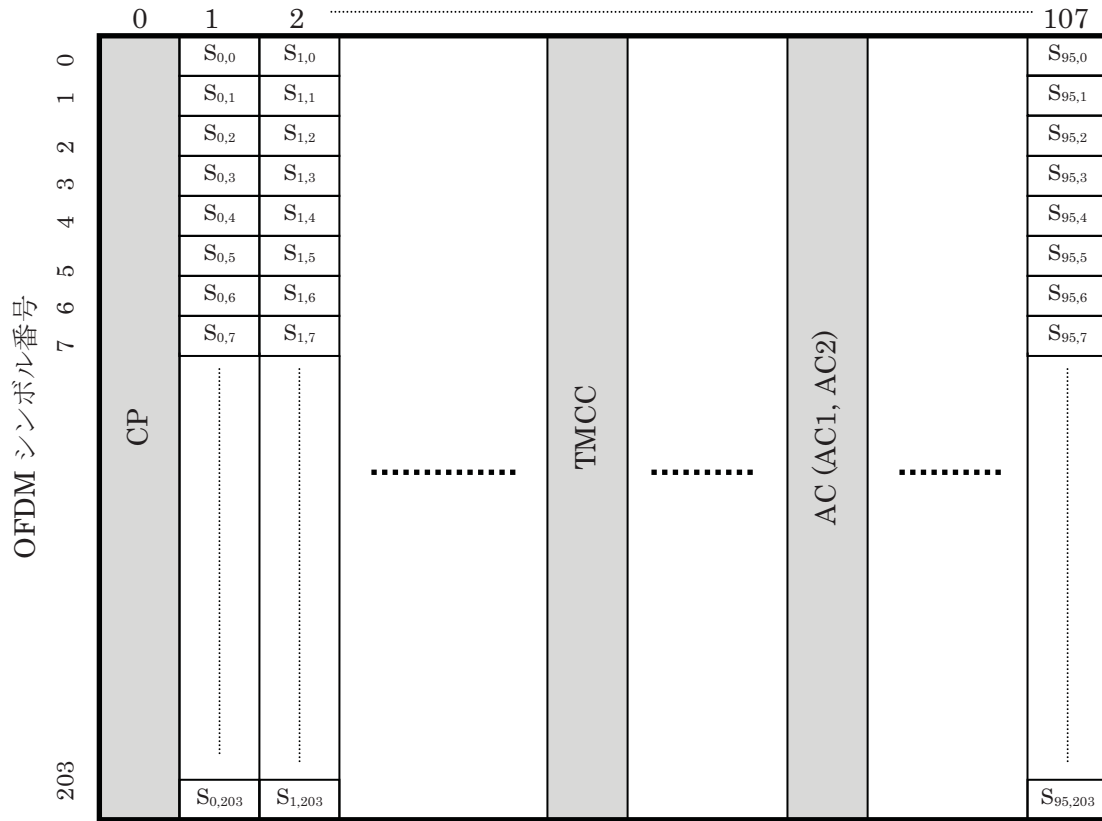 0 1 2 107
0 S0,0 S1,0 S95,0
1 S0,1 S1,1 S95,1
2 S0,2 S1,2 S95,2
3 S0,3 S1,3 S95,3
4 S0,4 S1,4 S95,4
5 S0,5 S1,5 S95,5
6 S0,6 S1,6 S95,6
7 S0,7 S1,7 S95,7
OFDM シンボル番号
CP
TMCC
AC (AC1, AC2)
203 S0,203 S1,203 S95,203